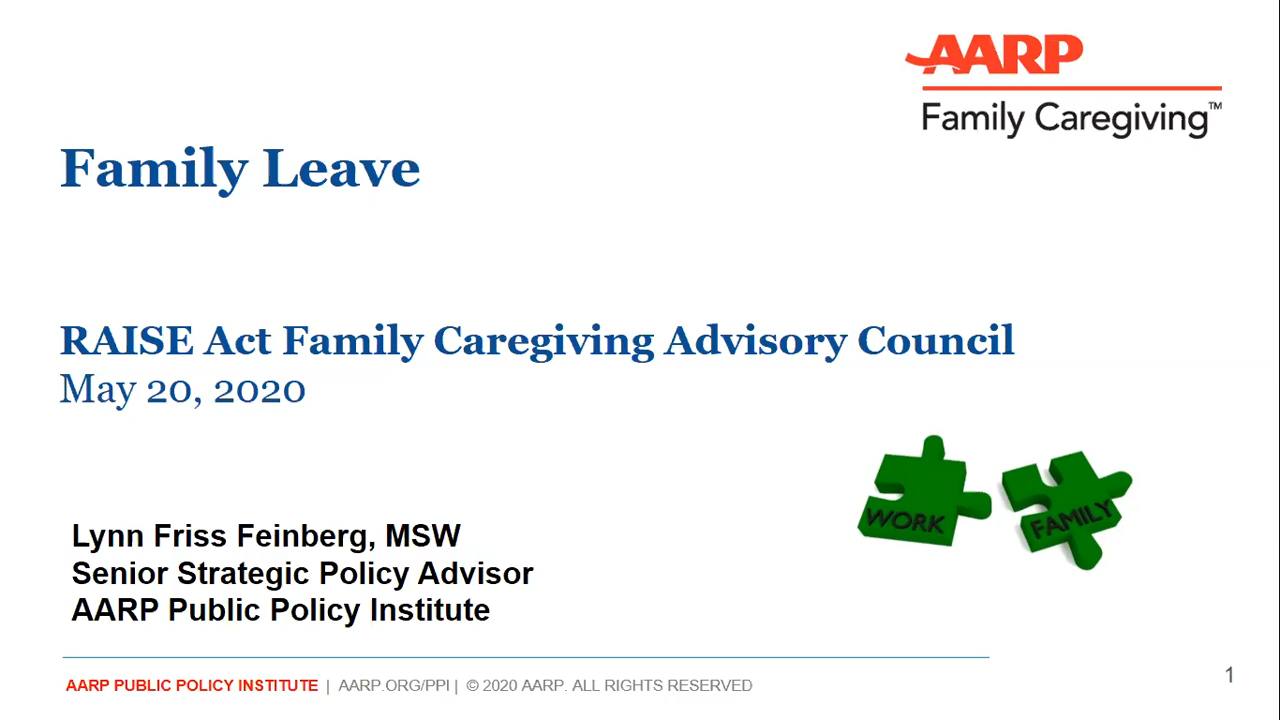 AARP
Family Caregiving™
Family Leave
RAISE Act Family Caregiving Advisory Council
May 20, 2020
WORK
FAMILY
Lynn Friss Feinberg, MSW
Senior Strategic Policy Advisor
AARP Public Policy Institute
AARP PUBLIC POLICY INSTITUTE | AARP.ORG/PPI | © 2020 AARP. ALL RIGHTS RESERVED
1